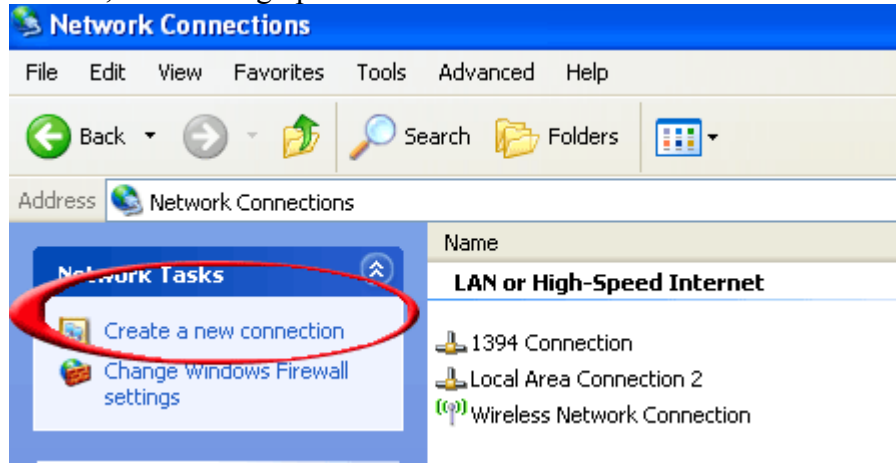 Network Connections
File Edit View Favorites Tools Advanced Help
Back Search Folders
Address Network Connections
Name
Network Tasks
LAN or High-Speed Internet
Create a new connection
1394 Connection
Change Windows Firewall
settings
Local Area Connection 2
Wireless Network Connection